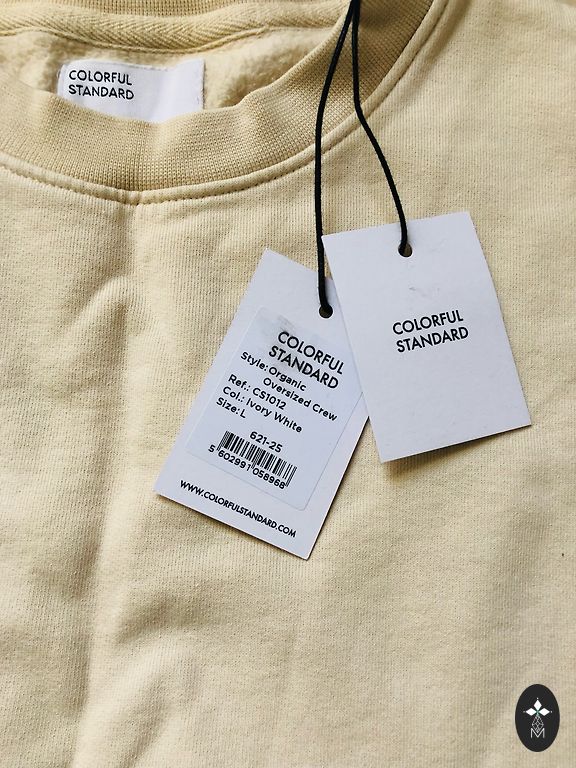 COLORFUL
STANDARD
COLORFUL
STANDARD
COLORFUL
STANDARD
Style: Organic
Oversized Crew
Ref.: CS1012
Col.: Ivory White
Size: L
621-25
5 602991 058968
WWW.COLORFULSTANDARD.COM
M